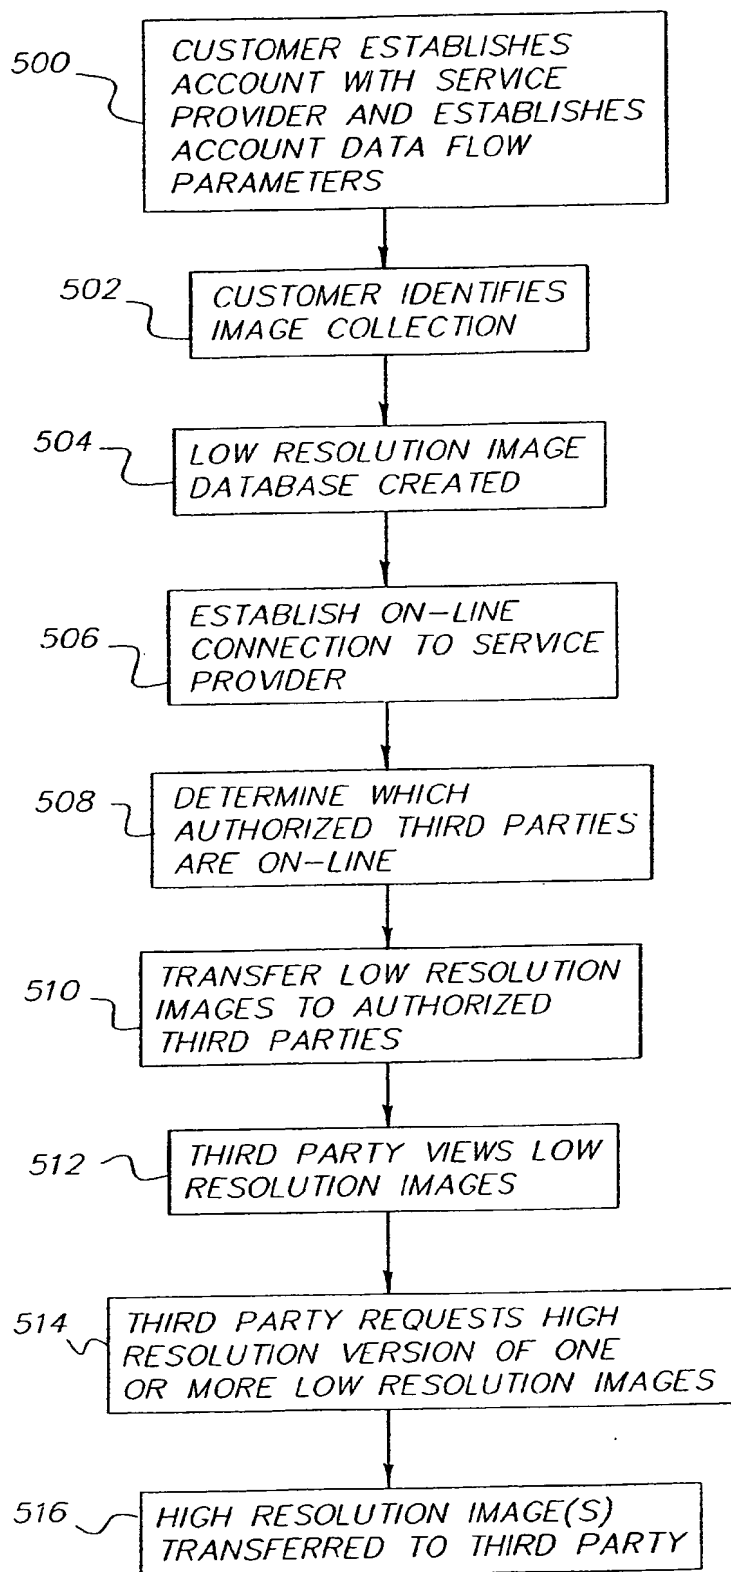 500
CUSTOMER ESTABLISHES
ACCOUNT WITH SERVICE
PROVIDER AND ESTABLISHES
ACCOUNT DATA FLOW
PARAMETERS
502
CUSTOMER IDENTIFIES
IMAGE COLLECTION
504
LOW RESOLUTION IMAGE
DATABASE CREATED
506
ESTABLISH ON-LINE
CONNECTION TO SERVICE
PROVIDER
508
DETERMINE WHICH
AUTHORIZED THIRD PARTIES
ARE ON-LINE
510
TRANSFER LOW RESOLUTION
IMAGES TO AUTHORIZED
THIRD PARTIES
512
THIRD PARTY VIEWS LOW
RESOLUTION IMAGES
514
THIRD PARTY REQUESTS HIGH
RESOLUTION VERSION OF ONE
OR MORE LOW RESOLUTION IMAGES
516
HIGH RESOLUTION IMAGE(S)
TRANSFERRED TO THIRD PARTY